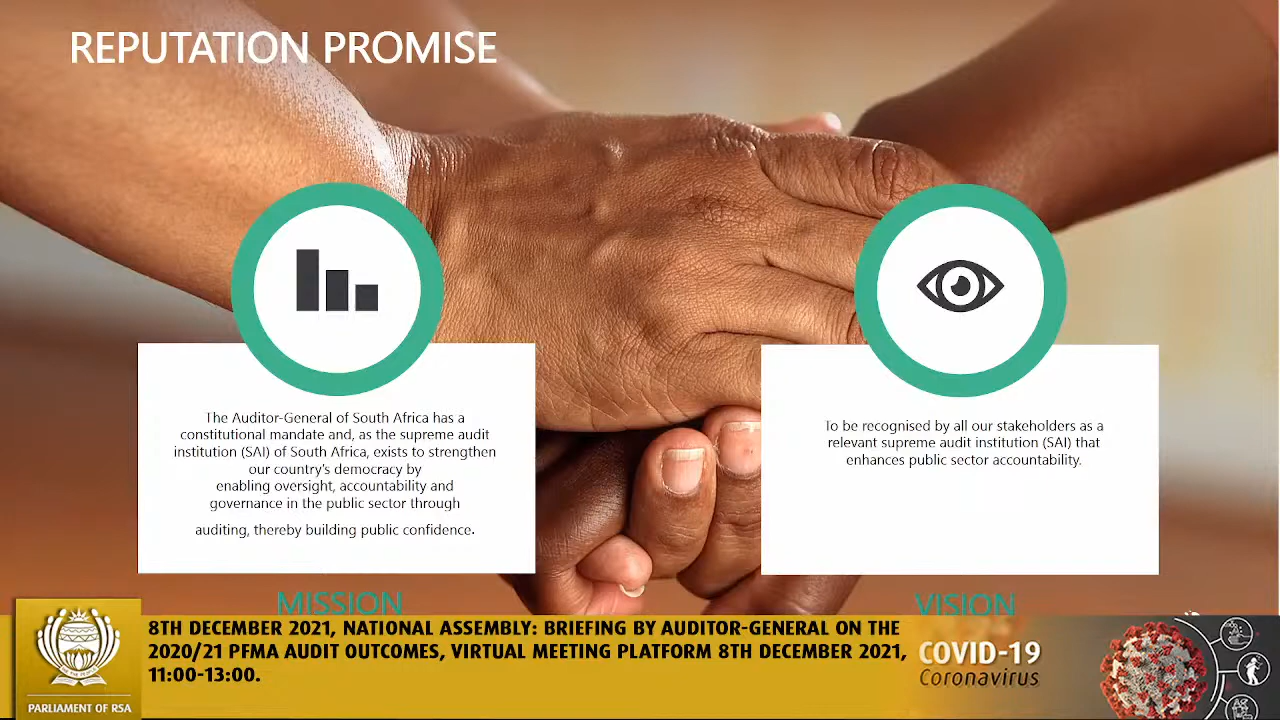 REPUTATION PROMISE
The Auditor-General of South Africa has a
constitutional mandate and, as the supreme audit
institution (SAI) of South Africa, exists to strengthen
our country's democracy by
enabling oversight, accountability and
governance in the public sector through
auditing, thereby building public confidence.
To be recognised by all our stakeholders as a
relevant supreme audit institution (SAI) that
enhances public sector accountability.
MISSION
VISION
8TH DECEMBER 2021, NATIONAL ASSEMBLY: BRIEFING BY AUDITOR-GENERAL ON THE
2020/21 PFMA AUDIT OUTCOMES, VIRTUAL MEETING PLATFORM 8TH DECEMBER 2021,
11:00-13:00.
PARLIAMENT OF RSA
COVID-19
Coronavirus